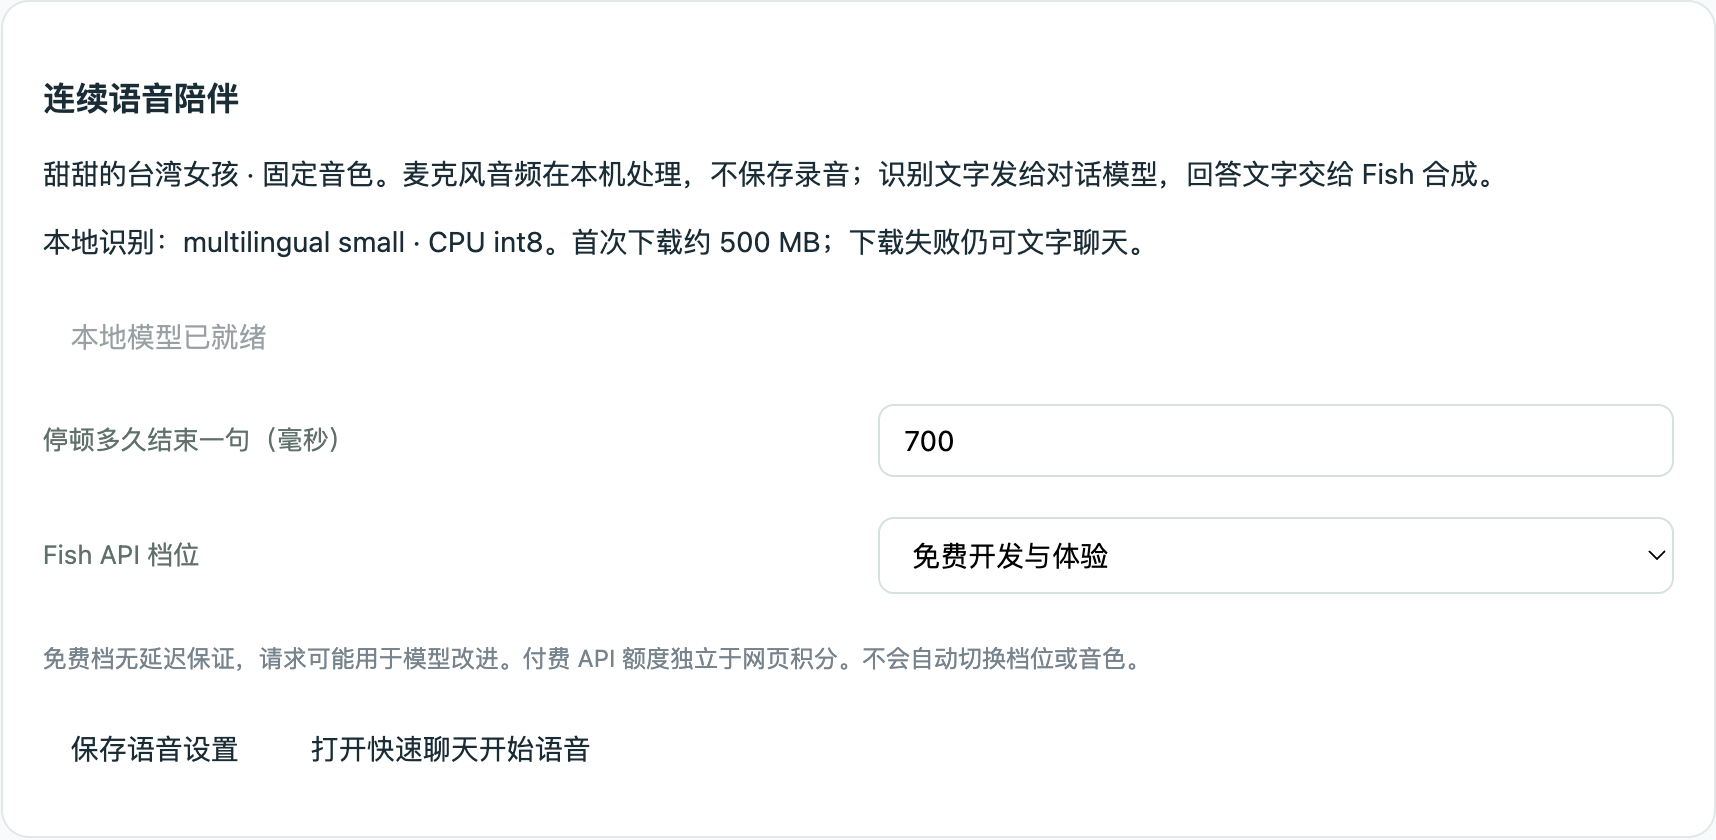 连续语音陪伴
甜甜的台湾女孩 · 固定音色。麦克风音频在本机处理，不保存录音；识别文字发给对话模型，回答文字交给 Fish 合成。
本地识别：multilingual small · CPU int8。首次下载约 500 MB；下载失败仍可文字聊天。
本地模型已就绪
停顿多久结束一句（毫秒）
700
Fish API 档位
免费开发与体验
免费档无延迟保证，请求可能用于模型改进。付费 API 额度独立于网页积分。不会自动切换档位或音色。
保存语音设置 打开快速聊天开始语音